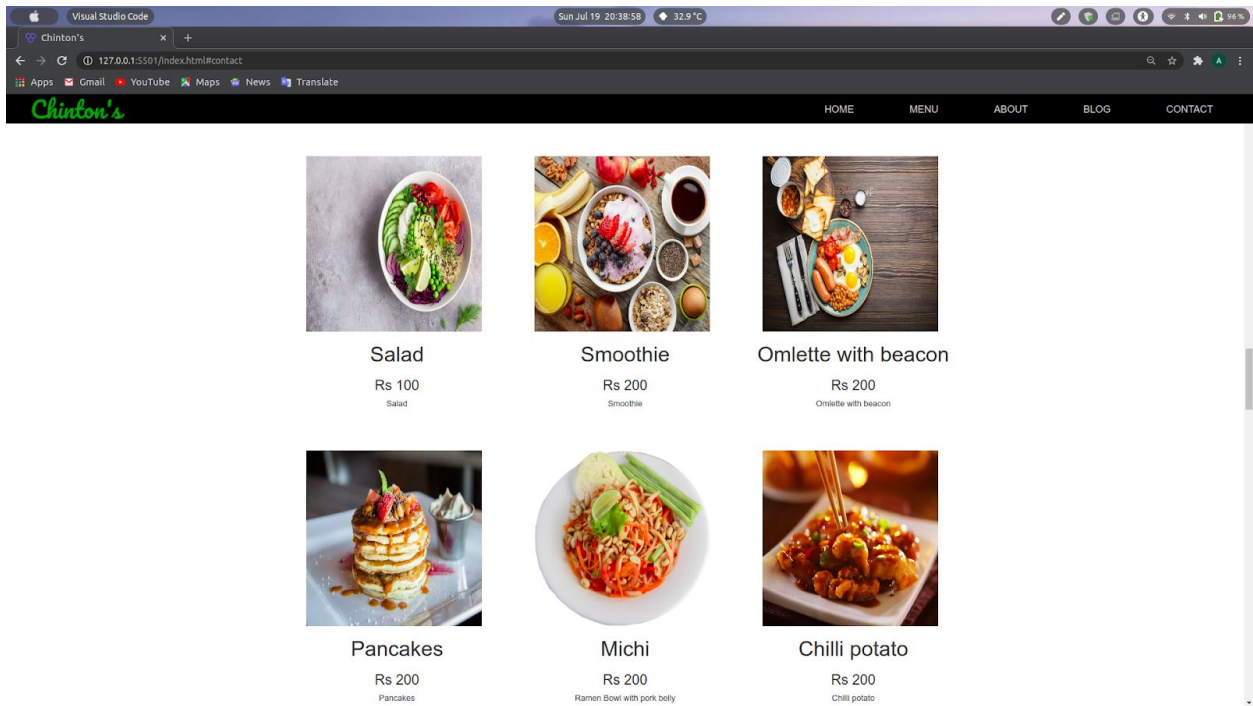 Visual Studio Code
Sun Jul 19 20:38:58
32.9 °C
96 %
Chinton's
127.0.0.1:5501/index.html#contact
A
Apps Gmail YouTube Maps News Translate
Chinton's
HOME MENU ABOUT BLOG CONTACT
Salad Smoothie Omlette with beacon
Rs 100 Rs 200 Rs 200
Salad Smoothie Omlette with beacon
Pancakes Michi Chilli potato
Rs 200 Rs 200 Rs 200
Pancakes Ramen Bowl with pork belly Chilli potato